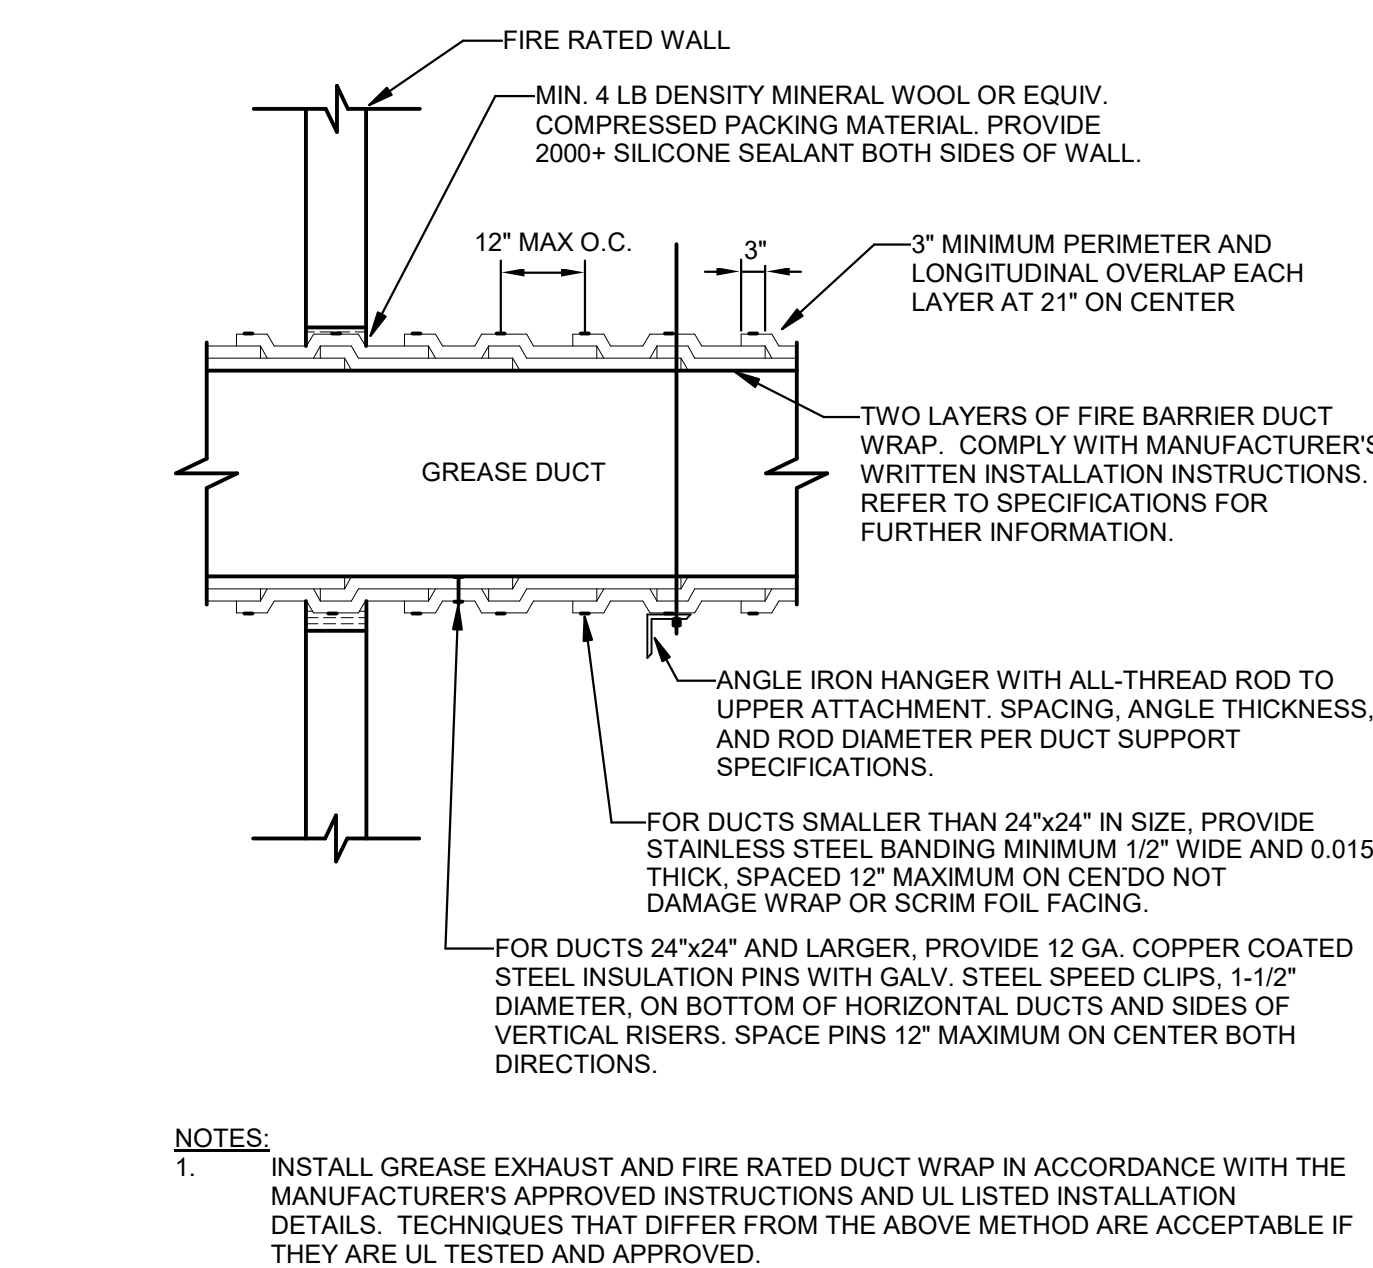 FIRE RATED WALL
MIN. 4 LB DENSITY MINERAL WOOL OR EQUIV.
COMPRESSED PACKING MATERIAL. PROVIDE
2000+ SILICONE SEALANT BOTH SIDES OF WALL.
12" MAX O.C.
3"
3" MINIMUM PERIMETER AND
LONGITUDINAL OVERLAP EACH
LAYER AT 21" ON CENTER
TWO LAYERS OF FIRE BARRIER DUCT
WRAP. COMPLY WITH MANUFACTURER'S
WRITTEN INSTALLATION INSTRUCTIONS.
REFER TO SPECIFICATIONS FOR
FURTHER INFORMATION.
GREASE DUCT
ANGLE IRON HANGER WITH ALL-THREAD ROD TO
UPPER ATTACHMENT. SPACING, ANGLE THICKNESS,
AND ROD DIAMETER PER DUCT SUPPORT
SPECIFICATIONS.
FOR DUCTS SMALLER THAN 24"x24" IN SIZE, PROVIDE
STAINLESS STEEL BANDING MINIMUM 1/2" WIDE AND 0.015
THICK, SPACED 12" MAXIMUM ON DO NOT
DAMAGE WRAP OR SCRIM FOIL FACING.
FOR DUCTS 24"x24" AND LARGER, PROVIDE 12 GA. COPPER COATED
STEEL INSULATION PINS WITH GALV. STEEL SPEED CLIPS, 1-1/2"
DIAMETER, ON BOTTOM OF HORIZONTAL DUCTS AND SIDES OF
VERTICAL RISERS. SPACE PINS 12" MAXIMUM ON CENTER BOTH
DIRECTIONS.
NOTES:
1. INSTALL GREASE EXHAUST AND FIRE RATED DUCT WRAP IN ACCORDANCE WITH THE
MANUFACTURER'S APPROVED INSTRUCTIONS AND UL LISTED INSTALLATION
DETAILS. TECHNIQUES THAT DIFFER FROM THE ABOVE METHOD ARE ACCEPTABLE IF
THEY ARE UL TESTED AND APPROVED.